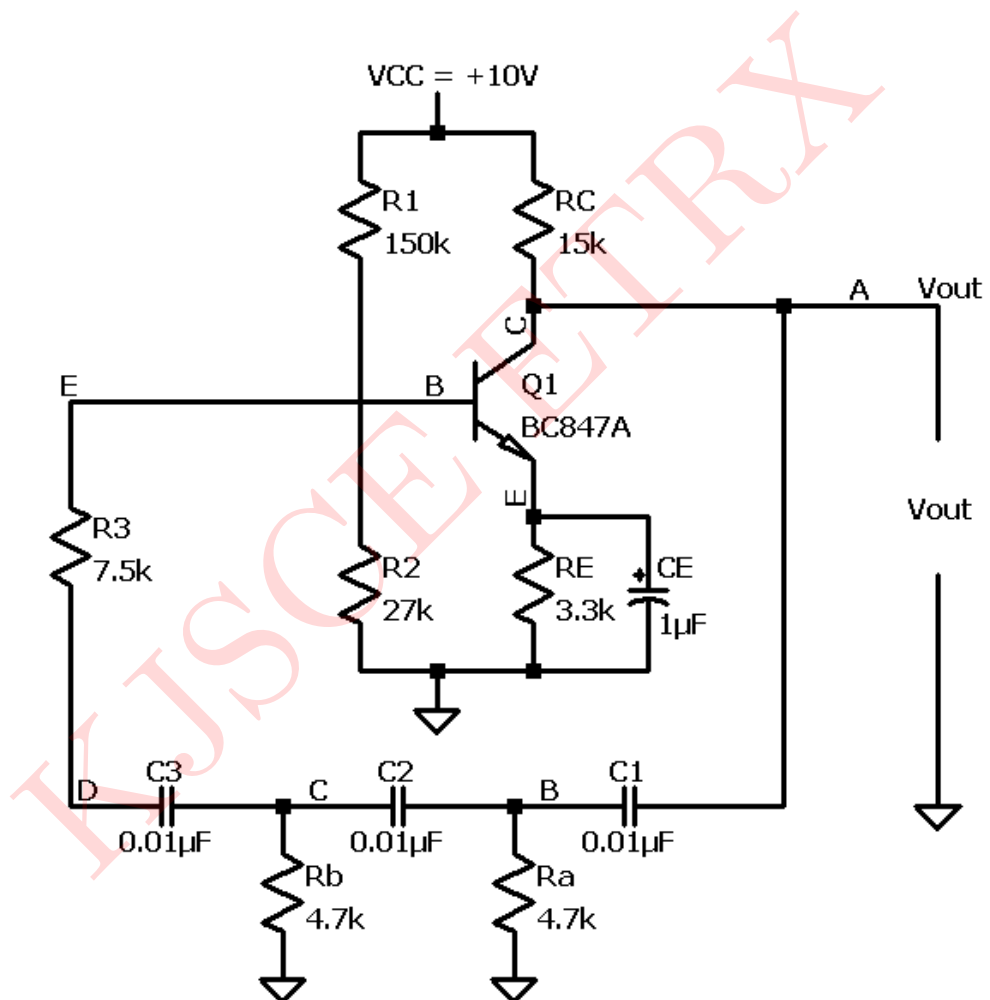 VCC = +10V
R1
150k
RC
15k
A
Vout
C
E
B
Q1
BC847A
E
R3
7.5k
R2
27k
RE
3.3k
CE
1µF
Vout
D
C3
0.01µF
C
C2
0.01µF
B
C1
0.01µF
Rb
4.7k
Ra
4.7k
KJSCE ETRX